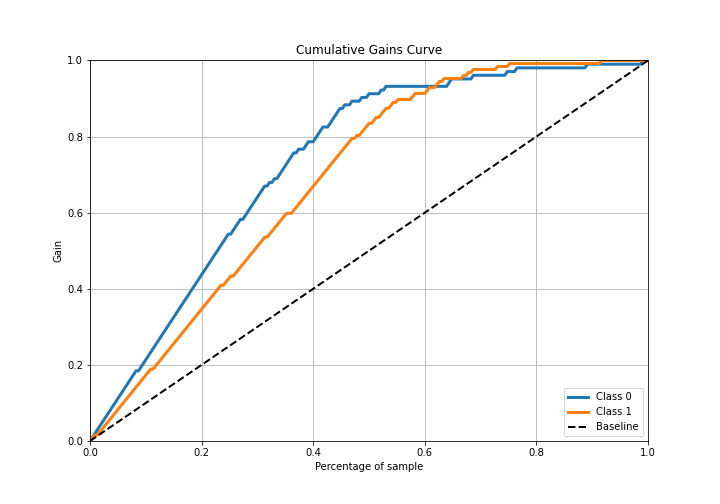 Cumulative Gains Curve
1.0
0.8
0.6
0.4
0.2
0.0
Gain
0.0 0.2 0.4 0.6 0.8 1.0
Percentage of sample
Class 0
Class 1
Baseline